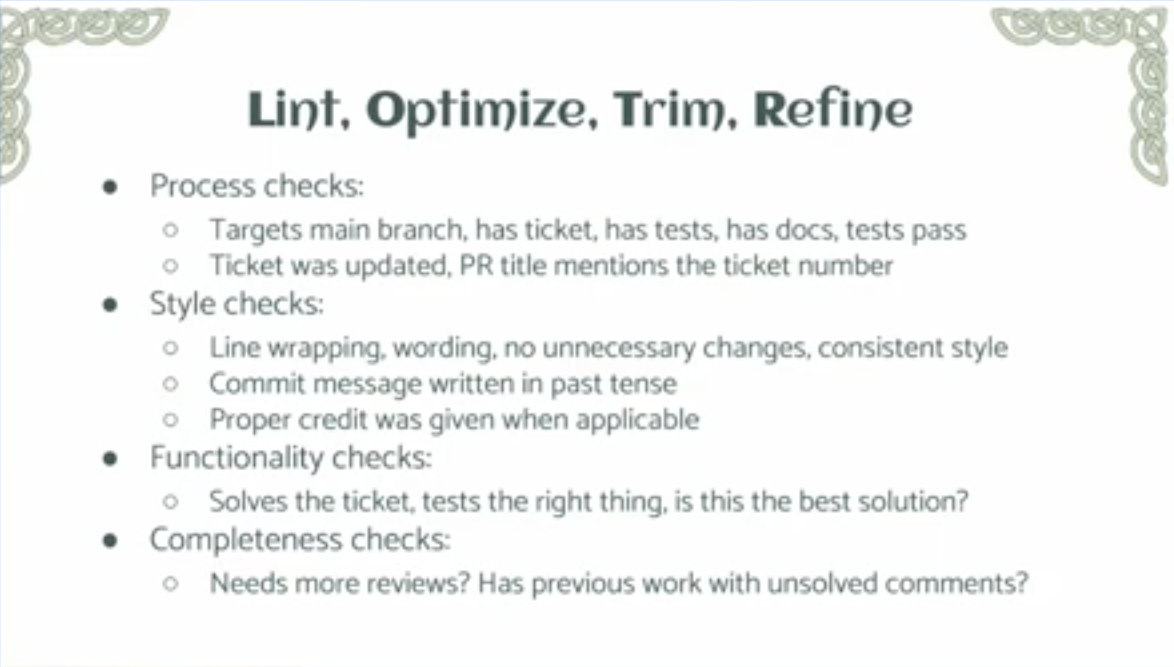 Lint, Optimize, Trim, Refine
● Process checks:
○ Targets main branch, has ticket, has tests, has docs, tests pass
○ Ticket was updated, PR title mentions the ticket number
● Style checks:
○ Line wrapping, wording, no unnecessary changes, consistent style
○ Commit message written in past tense
○ Proper credit was given when applicable
● Functionality checks:
○ Solves the ticket, tests the right thing, is this the best solution?
● Completeness checks:
○ Needs more reviews? Has previous work with unsolved comments?